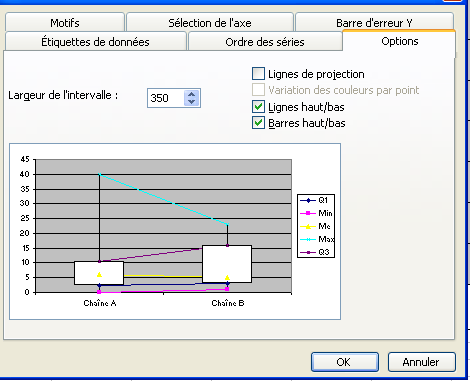 Motifs
Sélection de l'axe
Barre d'erreur Y
Étiquettes de données
Ordre des séries
Options
Largeur de l'intervalle :
350
Lignes de projection
Variation des couleurs par point
Lignes haut/bas
Barres haut/bas
45
40
35
30
25
20
15
10
5
0
Chaîne A
Chaîne B
Q1
Min
Me
Max
Q3
OK
Annuler